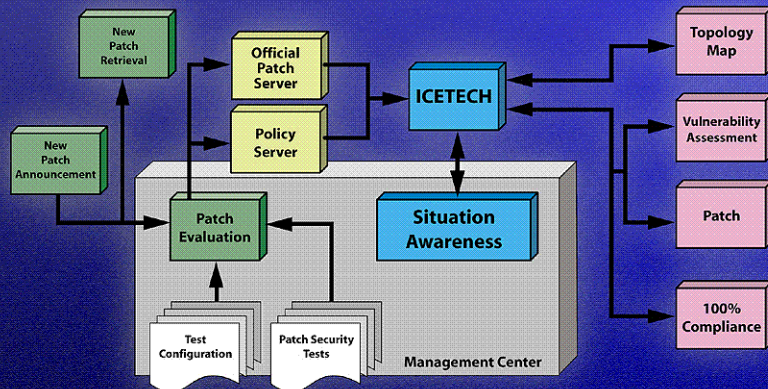 New
Patch
Retrieval
Official
Patch
Server
ICETECH
Topology
Map
New
Patch
Announcement
Policy
Server
Vulnerability
Assessment
Patch
Evaluation
Situation
Awareness
Patch
Test
Configuration
Patch Security
Tests
100%
Compliance
Management Center